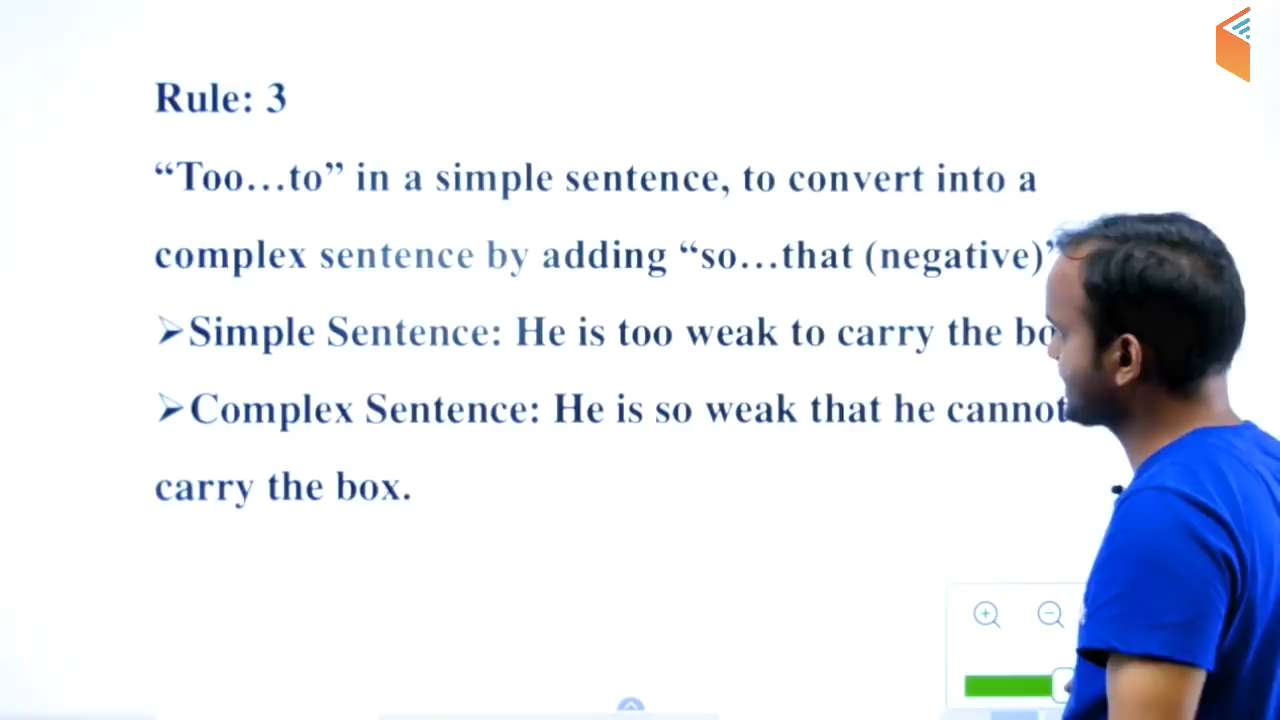 Rule: 3
“Too...to” in a simple sentence, to convert into a
complex sentence by adding “so...that (negative)”
➢Simple Sentence: He is too weak to carry the
➢Complex Sentence: He is so weak that he cannot
carry the box.